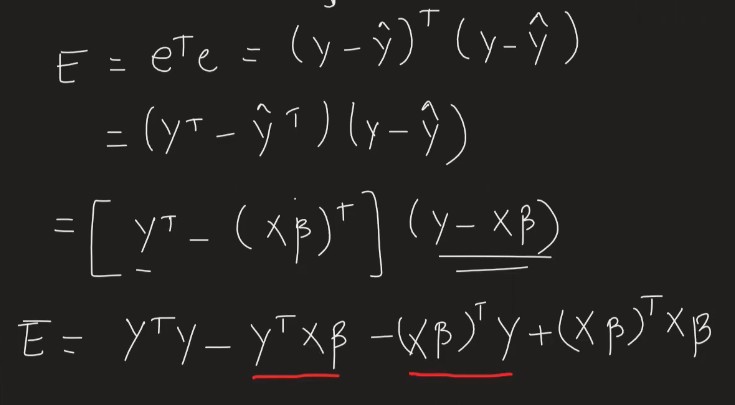 E = eᵀe = (y - ŷ)ᵀ (y - ŷ)
= (yᵀ - ŷᵀ) (y - ŷ)
= [yᵀ - (Xβ)ᵀ] (y - Xβ)
E = yᵀy - yᵀXβ - (Xβ)ᵀy + (Xβ)ᵀXβ